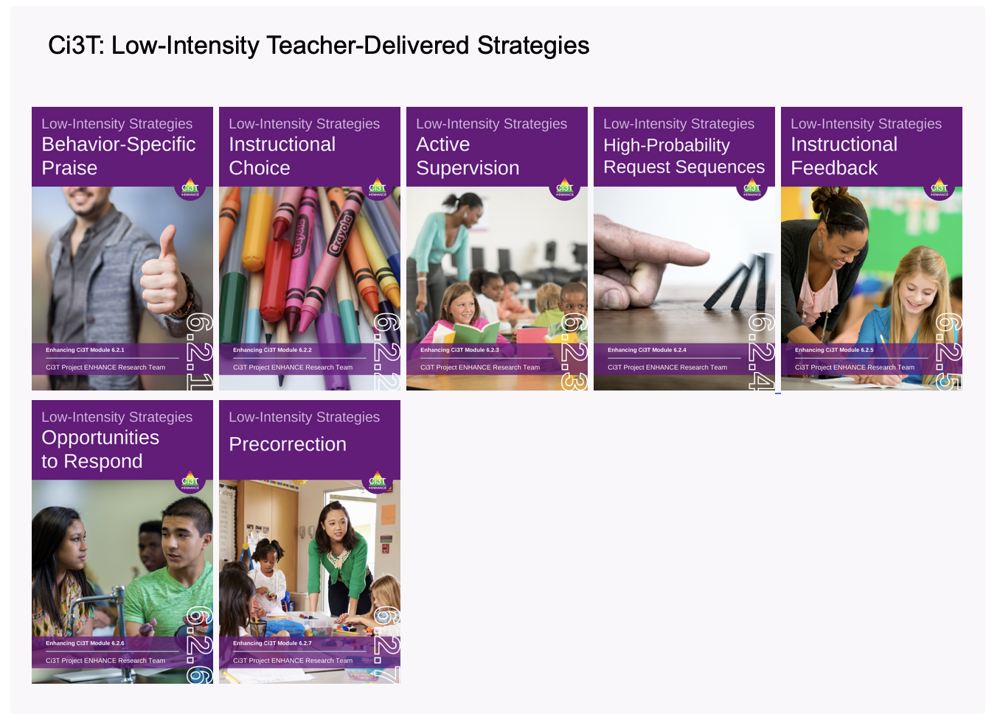 Ci3T: Low-Intensity Teacher-Delivered Strategies
Low-Intensity Strategies
Behavior-Specific
Praise
Ci3T
ENHANCE
6.2.1
Enhancing Ci3T Module 6.2.1
Ci3T Project ENHANCE Research Team
Low-Intensity Strategies
Instructional
Choice
Ci3T
ENHANCE
Crayola
Crayola
6.2.2
Enhancing Ci3T Module 6.2.2
Ci3T Project ENHANCE Research Team
Low-Intensity Strategies
Active
Supervision
Ci3T
ENHANCE
6.2.3
Enhancing Ci3T Module 6.2.3
Ci3T Project ENHANCE Research Team
Low-Intensity Strategies
High-Probability
Request Sequences
Ci3T
ENHANCE
6.2.4
Enhancing Ci3T Module 6.2.4
Ci3T Project ENHANCE Research Team
Low-Intensity Strategies
Instructional
Feedback
Ci3T
ENHANCE
6.2.5
Enhancing Ci3T Module 6.2.5
Ci3T Project ENHANCE Research Team
Low-Intensity Strategies
Opportunities
to Respond
Ci3T
ENHANCE
6.2.6
Enhancing Ci3T Module 6.2.6
Ci3T Project ENHANCE Research Team
Low-Intensity Strategies
Precorrection
Ci3T
ENHANCE
6.2.7
Enhancing Ci3T Module 6.2.7
Ci3T Project ENHANCE Research Team